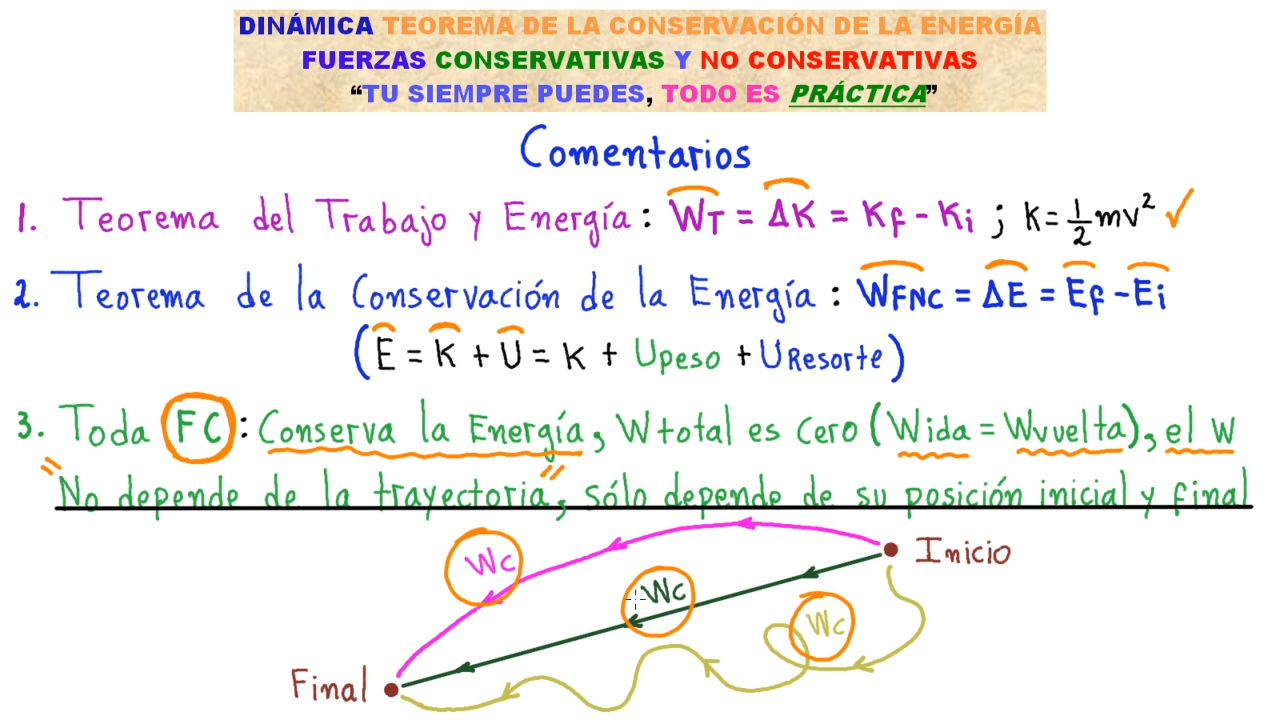 DINÁMICA TEOREMA DE LA CONSERVACIÓN DE LA ENERGÍA
FUERZAS CONSERVATIVAS Y NO CONSERVATIVAS
“TU SIEMPRE PUEDES, TODO ES PRÁCTICA”
Comentarios
1. Teorema del Trabajo y Energía: WT = ΔK = Kf - Ki ; K = 1/2 mv² ✓
2. Teorema de la Conservación de la Energía: WFNC = ΔE = Ef - Ei
(E = K + U = K + Upeso + UResorte)
3. Toda FC: Conserva la Energía, Wtotal es cero (Wida = Wvuelta), el W
"No depende de la trayectoria", sólo depende de su posición inicial y final
Inicio
Wc
Wc
Wc
Final